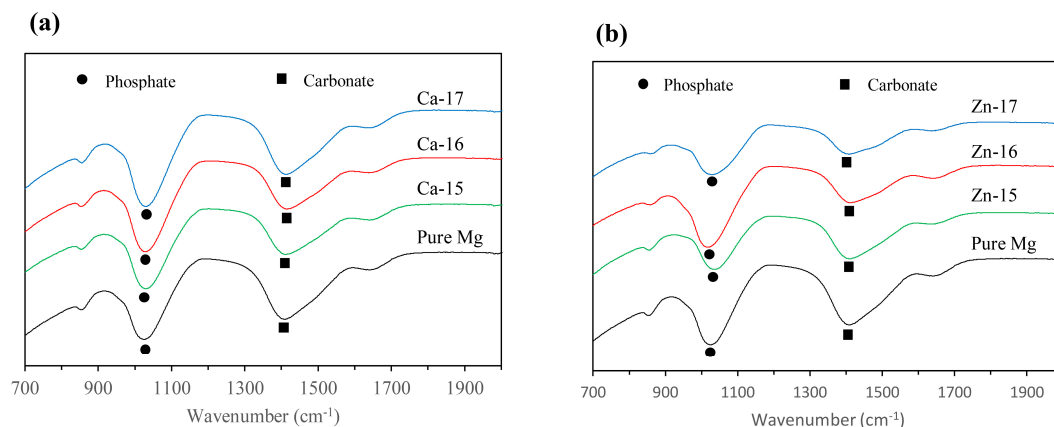 (a)
Phosphate Carbonate
Ca-17
Ca-16
Ca-15
Pure Mg
700 900 1100 1300 1500 1700 1900
Wavenumber (cm-1)
(b)
Phosphate Carbonate
Zn-17
Zn-16
Zn-15
Pure Mg
700 900 1100 1300 1500 1700 1900
Wavenumber (cm-1)